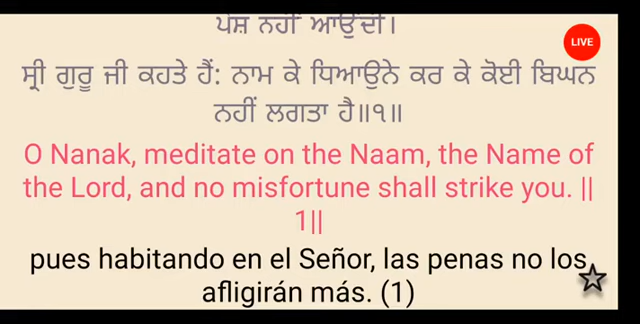 ਪੇਸ਼ ਨਹੀਂ ਆਉਂਦੀ।
LIVE
ਸ੍ਰੀ ਗੁਰੂ ਜੀ ਕਹਤੇ ਹੈਂ: ਨਾਮ ਕੇ ਧਿਆਉਨੇ ਕਰ ਕੇ ਕੋਈ ਬਿਘਨ
ਨਹੀਂ ਲਗਤਾ ਹੈ॥੧॥
O Nanak, meditate on the Naam, the Name of
the Lord, and no misfortune shall strike you. ||
1||
pues habitando en el Señor, las penas no los
afligirán más. (1)